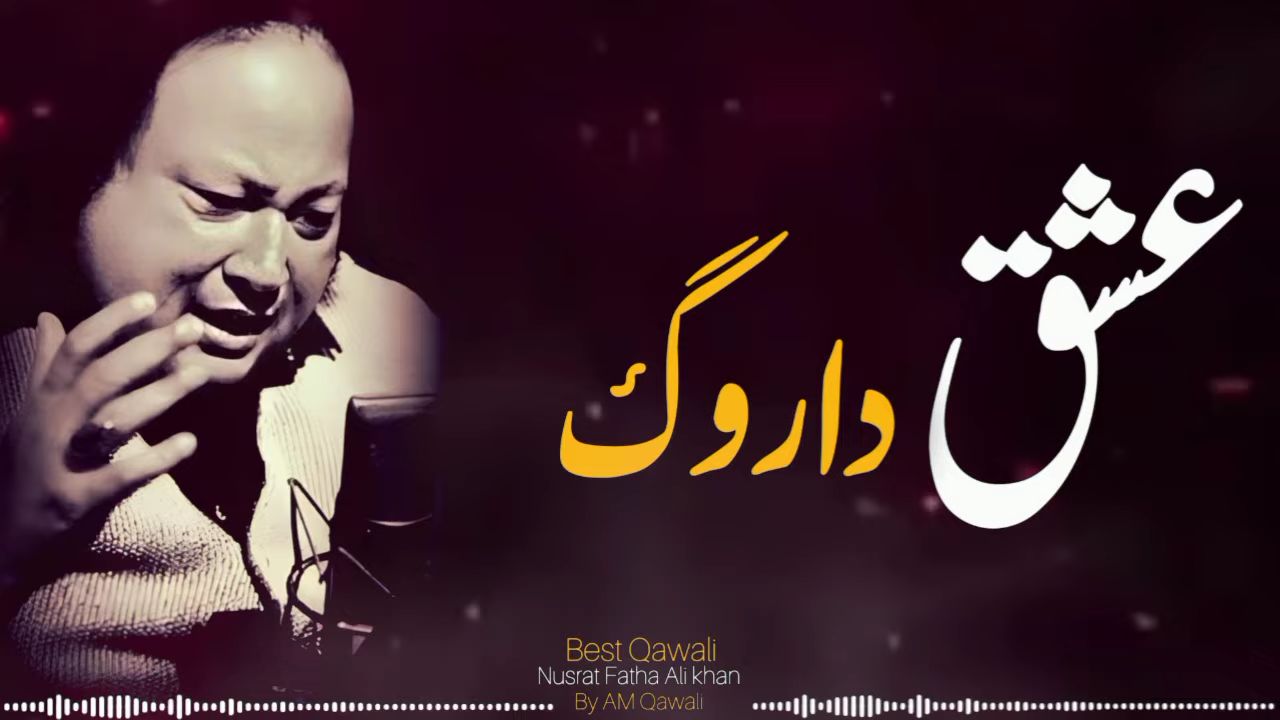 عشق داروگ
Best Qawali
Nusrat Fatha Ali khan
By AM Qawali